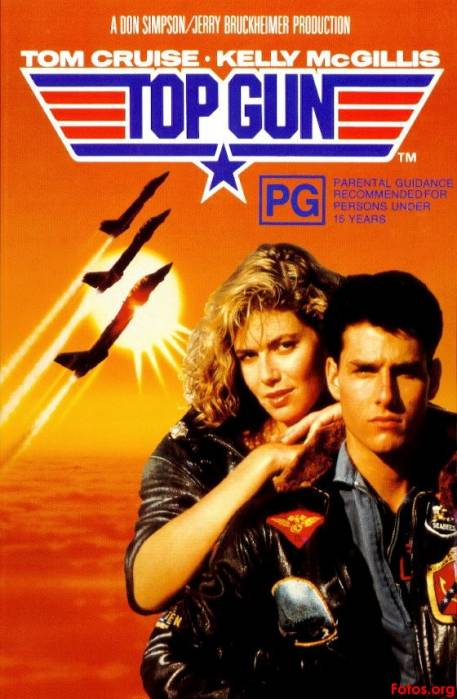 A DON SIMPSON/JERRY BRUCKHEIMER PRODUCTION
TOM CRUISE • KELLY McGILLIS
TOP GUN
TM
PG
PARENTAL GUIDANCE
RECOMMENDED FOR
PERSONS UNDER
15 YEARS
Fotos.org